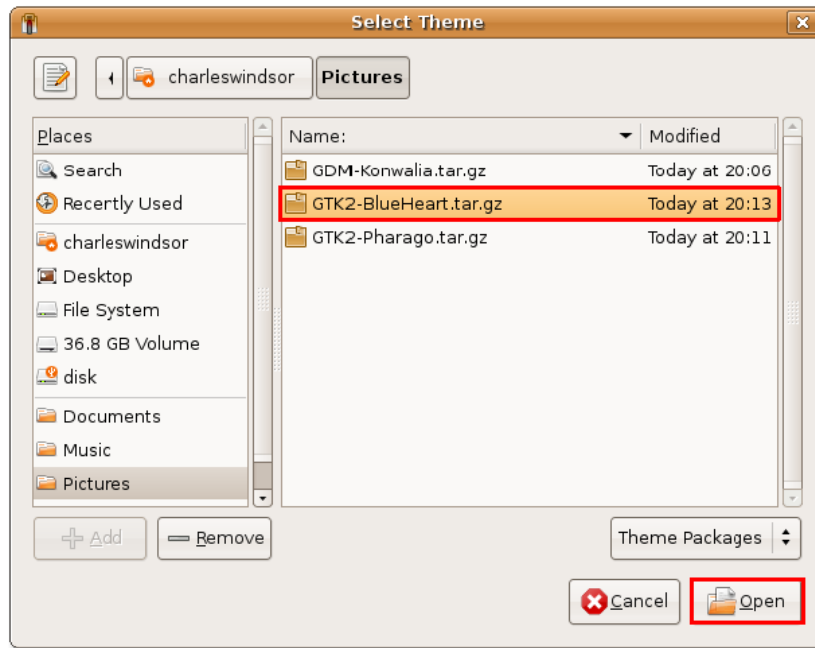 Select Theme
charleswindsor Pictures
Places
Search
Recently Used
charleswindsor
Desktop
File System
36.8 GB Volume
disk
Documents
Music
Pictures
Name: Modified
GDM-Konwalia.tar.gz Today at 20:06
GTK2-BlueHeart.tar.gz Today at 20:13
GTK2-Pharago.tar.gz Today at 20:11
Add Remove Theme Packages
Cancel Open